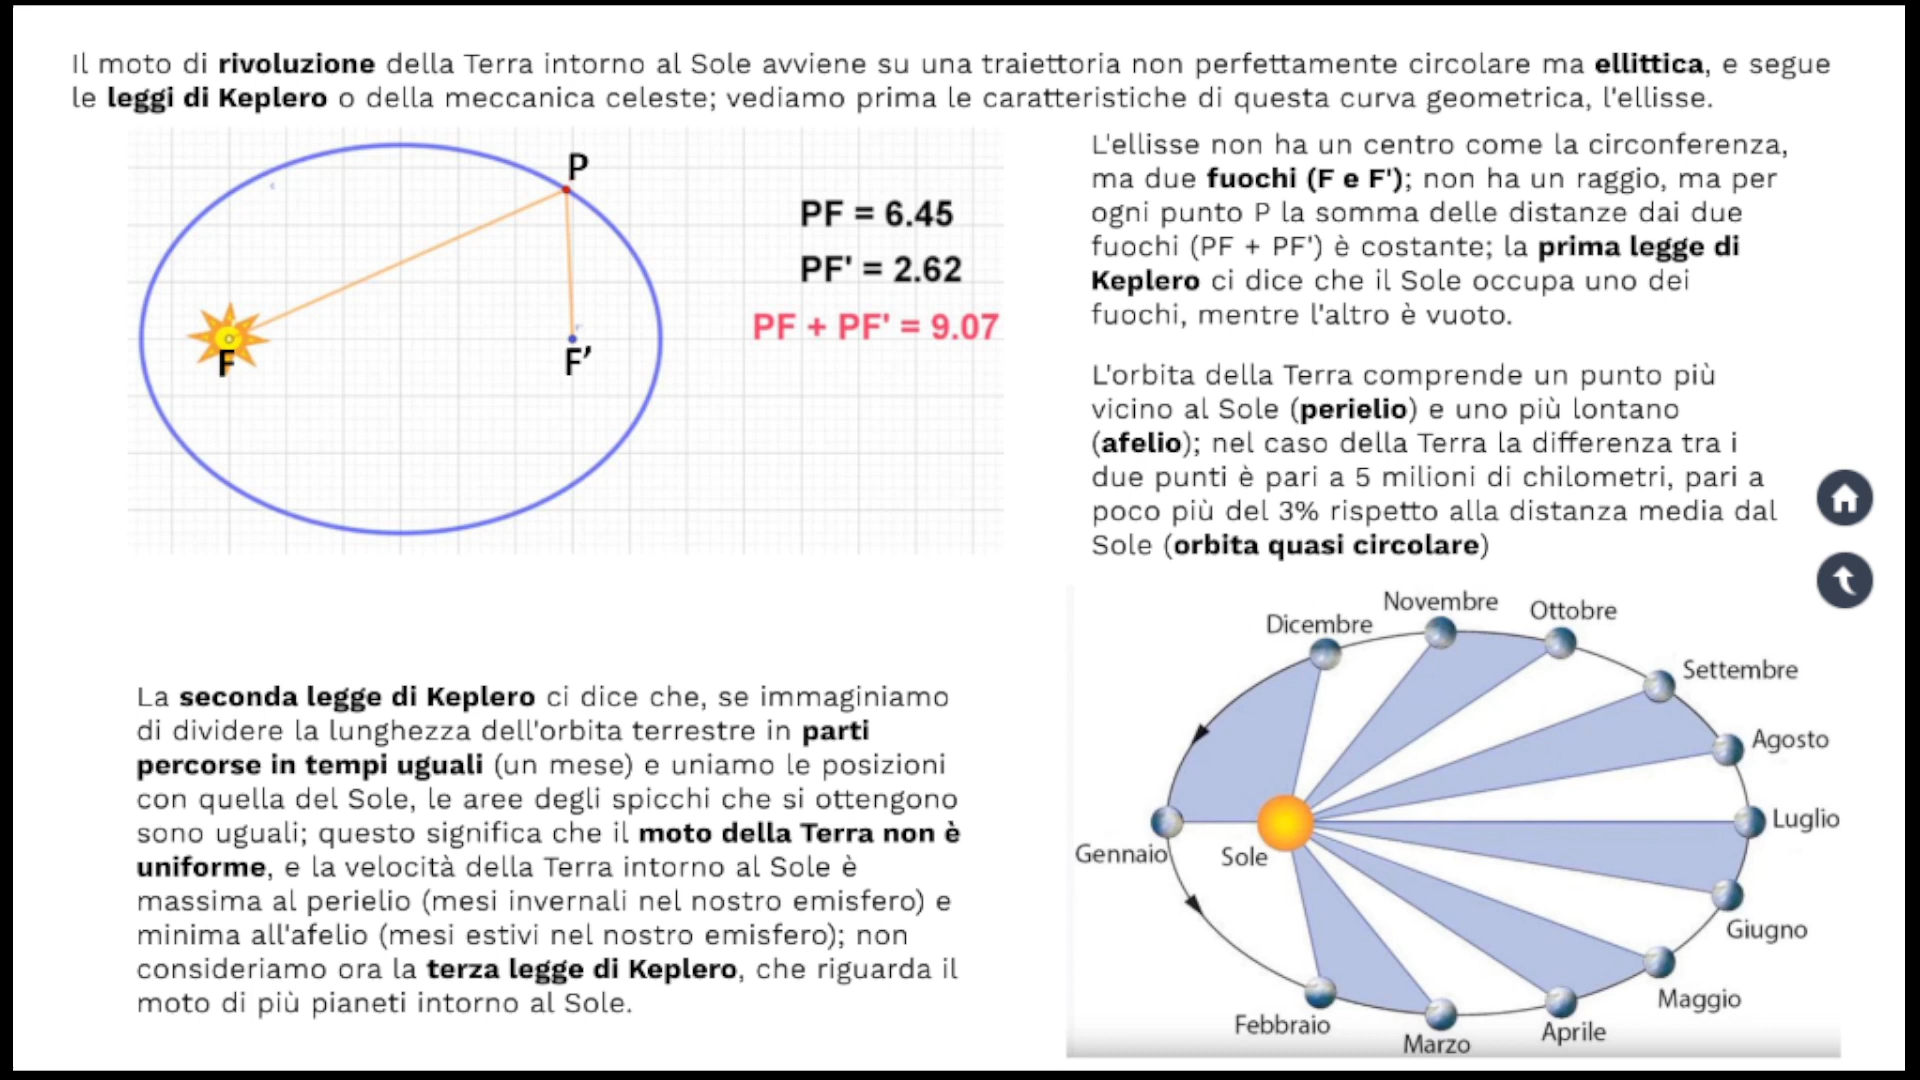 Il moto di rivoluzione della Terra intorno al Sole avviene su una traiettoria non perfettamente circolare ma ellittica, e segue
le leggi di Keplero o della meccanica celeste; vediamo prima le caratteristiche di questa curva geometrica, l'ellisse.
P
PF = 6.45
PF' = 2.62
PF + PF' = 9.07
F
F'
L'ellisse non ha un centro come la circonferenza,
ma due fuochi (F e F'); non ha un raggio, ma per
ogni punto P la somma delle distanze dai due
fuochi (PF + PF') è costante; la prima legge di
Keplero ci dice che il Sole occupa uno dei
fuochi, mentre l'altro è vuoto.
L'orbita della Terra comprende un punto più
vicino al Sole (perielio) e uno più lontano
(afelio); nel caso della Terra la differenza tra i
due punti è pari a 5 milioni di chilometri, pari a
poco più del 3% rispetto alla distanza media dal
Sole (orbita quasi circolare)
La seconda legge di Keplero ci dice che, se immaginiamo
di dividere la lunghezza dell'orbita terrestre in parti
percorse in tempi uguali (un mese) e uniamo le posizioni
con quella del Sole, le aree degli spicchi che si ottengono
sono uguali; questo significa che il moto della Terra non è
uniforme, e la velocità della Terra intorno al Sole è
massima al perielio (mesi invernali nel nostro emisfero) e
minima all'afelio (mesi estivi nel nostro emisfero); non
consideriamo ora la terza legge di Keplero, che riguarda il
moto di più pianeti intorno al Sole.
Novembre
Ottobre
Dicembre
Settembre
Agosto
Luglio
Gennaio
Sole
Giugno
Maggio
Febbraio
Aprile
Marzo